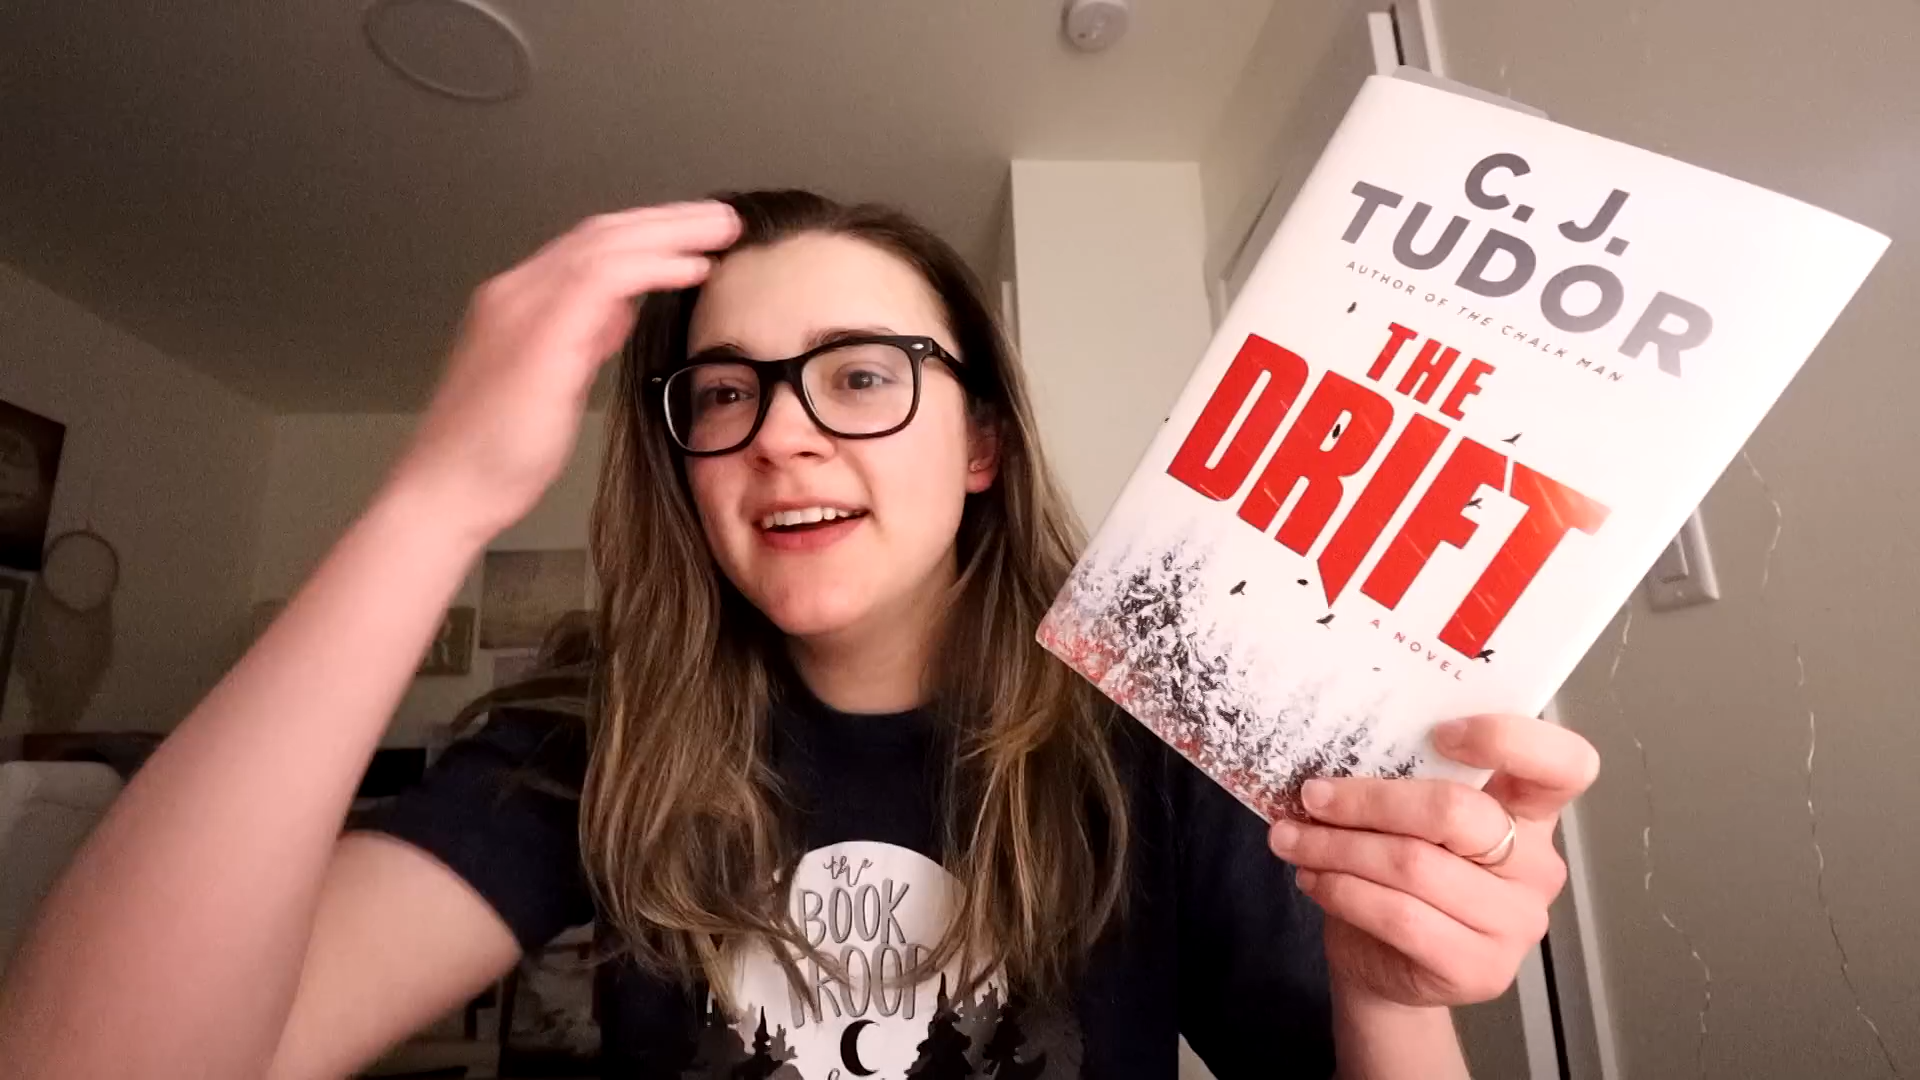 C. J.
TUDOR
AUTHOR OF THE CHALK MAN
THE
DRIFT
A NOVEL
the
BOOK
TROOP